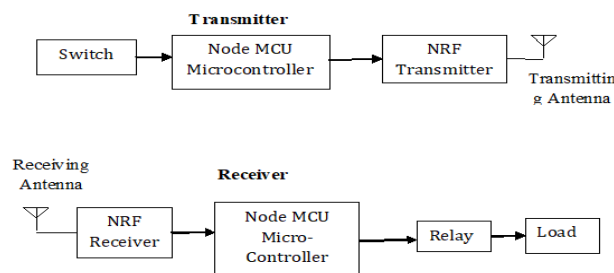 Transmitter
Switch
Node MCU
Microcontroller
NRF
Transmitter
Transmittin
g Antenna
Receiving
Antenna
Receiver
NRF
Receiver
Node MCU
Micro-
Controller
Relay
Load